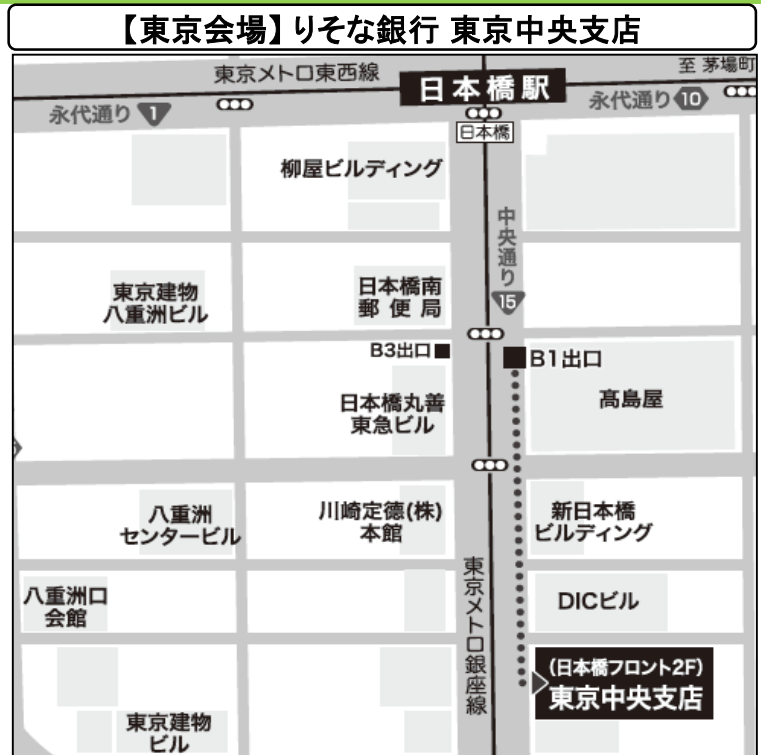 【東京会場】りそな銀行 東京中央支店
東京メトロ東西線
日本橋駅
至 茅場町
永代通り 1
永代通り 10
日本橋
柳屋ビルディング
中央通り
15
東京建物
八重洲ビル
日本橋南
郵便局
B3出口
B1出口
日本橋丸善
東急ビル
髙島屋
八重洲
センタービル
川崎定德(株)
本館
新日本橋
ビルディング
東京メトロ銀座線
八重洲口
会館
DICビル
(日本橋フロント2F)
東京中央支店
東京建物
ビル